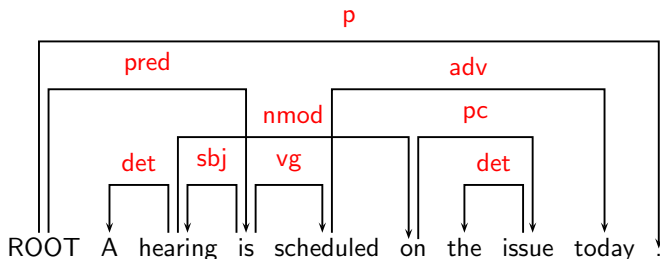 p
pred adv
nmod pc
det sbj vg det
ROOT A hearing is scheduled on the issue today .